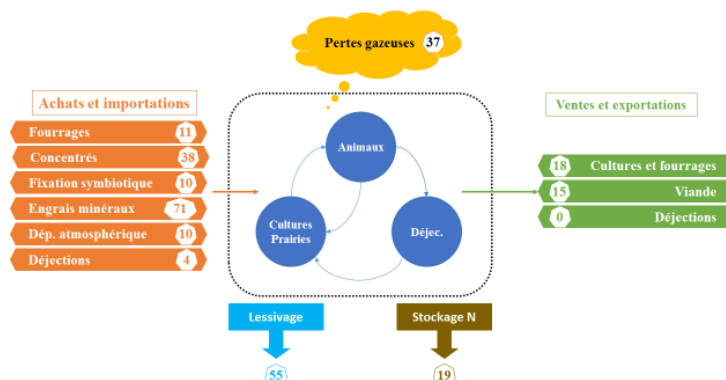 Pertes gazeuses 37
Achats et importations
Fourrages 11
Concentrés 38
Fixation symbiotique 10
Engrais minéraux 71
Dép. atmosphérique 10
Déjections 4
Animaux
Cultures
Prairies
Déjec.
Ventes et exportations
18 Cultures et fourrages
15 Viande
0 Déjections
Lessivage
55
Stockage N
19